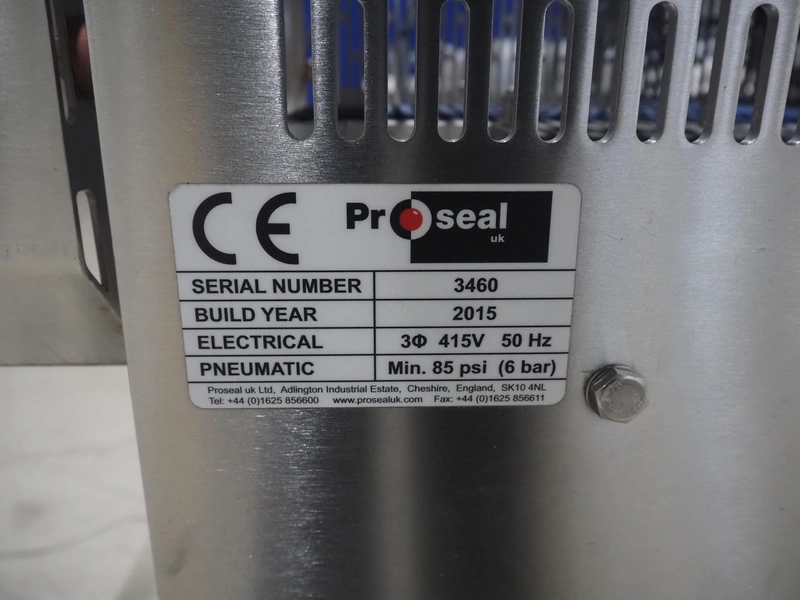 CE Proseal
uk
SERIAL NUMBER 3460
BUILD YEAR 2015
ELECTRICAL 3Φ 415V 50 Hz
PNEUMATIC Min. 85 psi (6 bar)
Proseal uk Ltd, Adlington Industrial Estate, Cheshire, England, SK10 4NL
Tel: +44 (0)1625 856600 www.prosealuk.com Fax: +44 (0)1625 856611